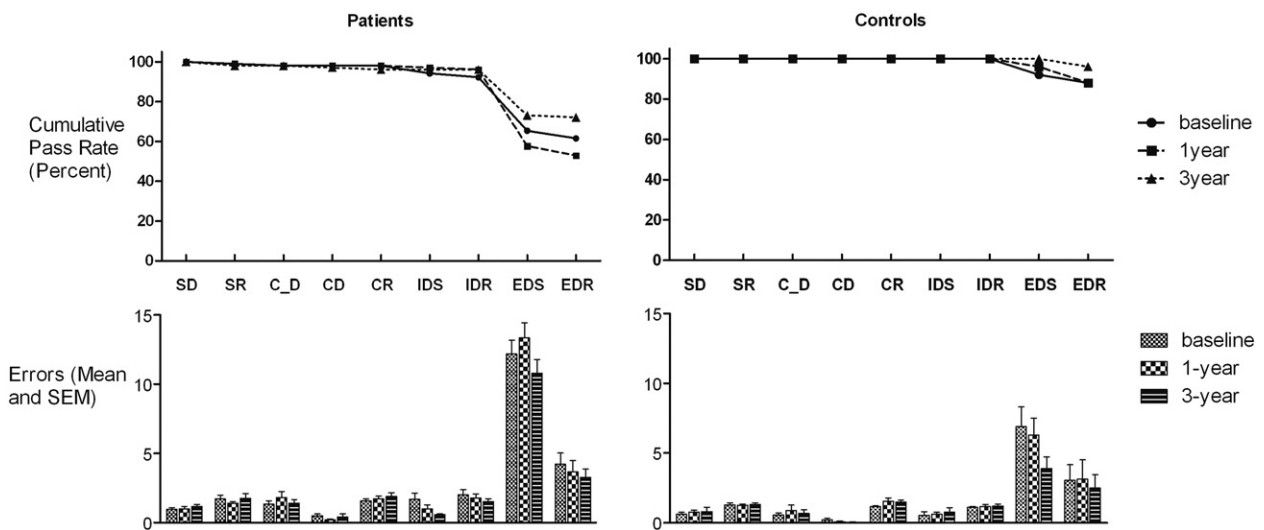 Patients
Controls
Cumulative
Pass Rate
(Percent)
100
80
60
40
20
0
SD SR C_D CD CR IDS IDR EDS EDR
100
80
60
40
20
0
SD SR C_D CD CR IDS IDR EDS EDR
baseline
1year
3year
Errors (Mean
and SEM)
15
10
5
0
15
10
5
0
baseline
1-year
3-year